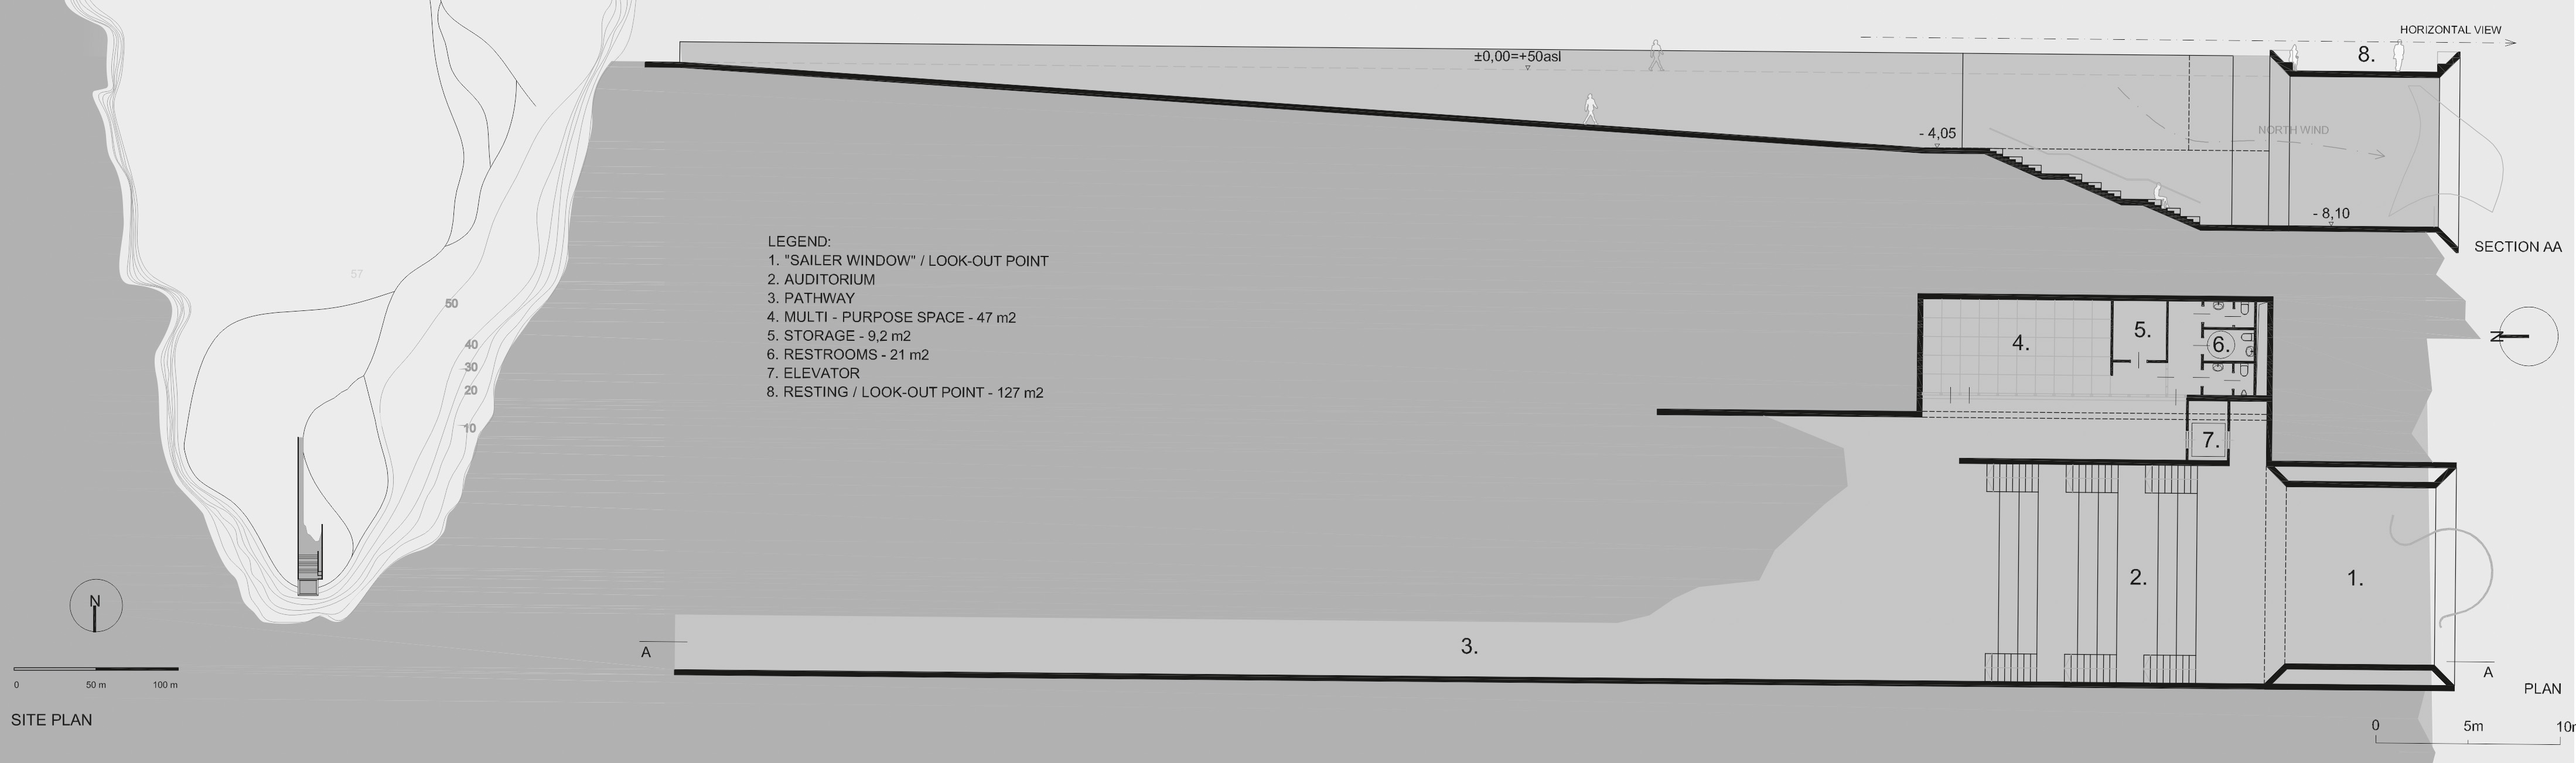 HORIZONTAL VIEW
8.
±0,00=+50asl
- 4,05
NORTH WIND
- 8,10
SECTION AA
LEGEND:
1. "SAILER WINDOW" / LOOK-OUT POINT
2. AUDITORIUM
3. PATHWAY
4. MULTI - PURPOSE SPACE - 47 m2
5. STORAGE - 9,2 m2
6. RESTROOMS - 21 m2
7. ELEVATOR
8. RESTING / LOOK-OUT POINT - 127 m2
57
50
40
30
20
10
N
0 50 m 100 m
SITE PLAN
4.
5.
6.
7.
N
1.
2.
3.
A
A
PLAN
0 5m 10m